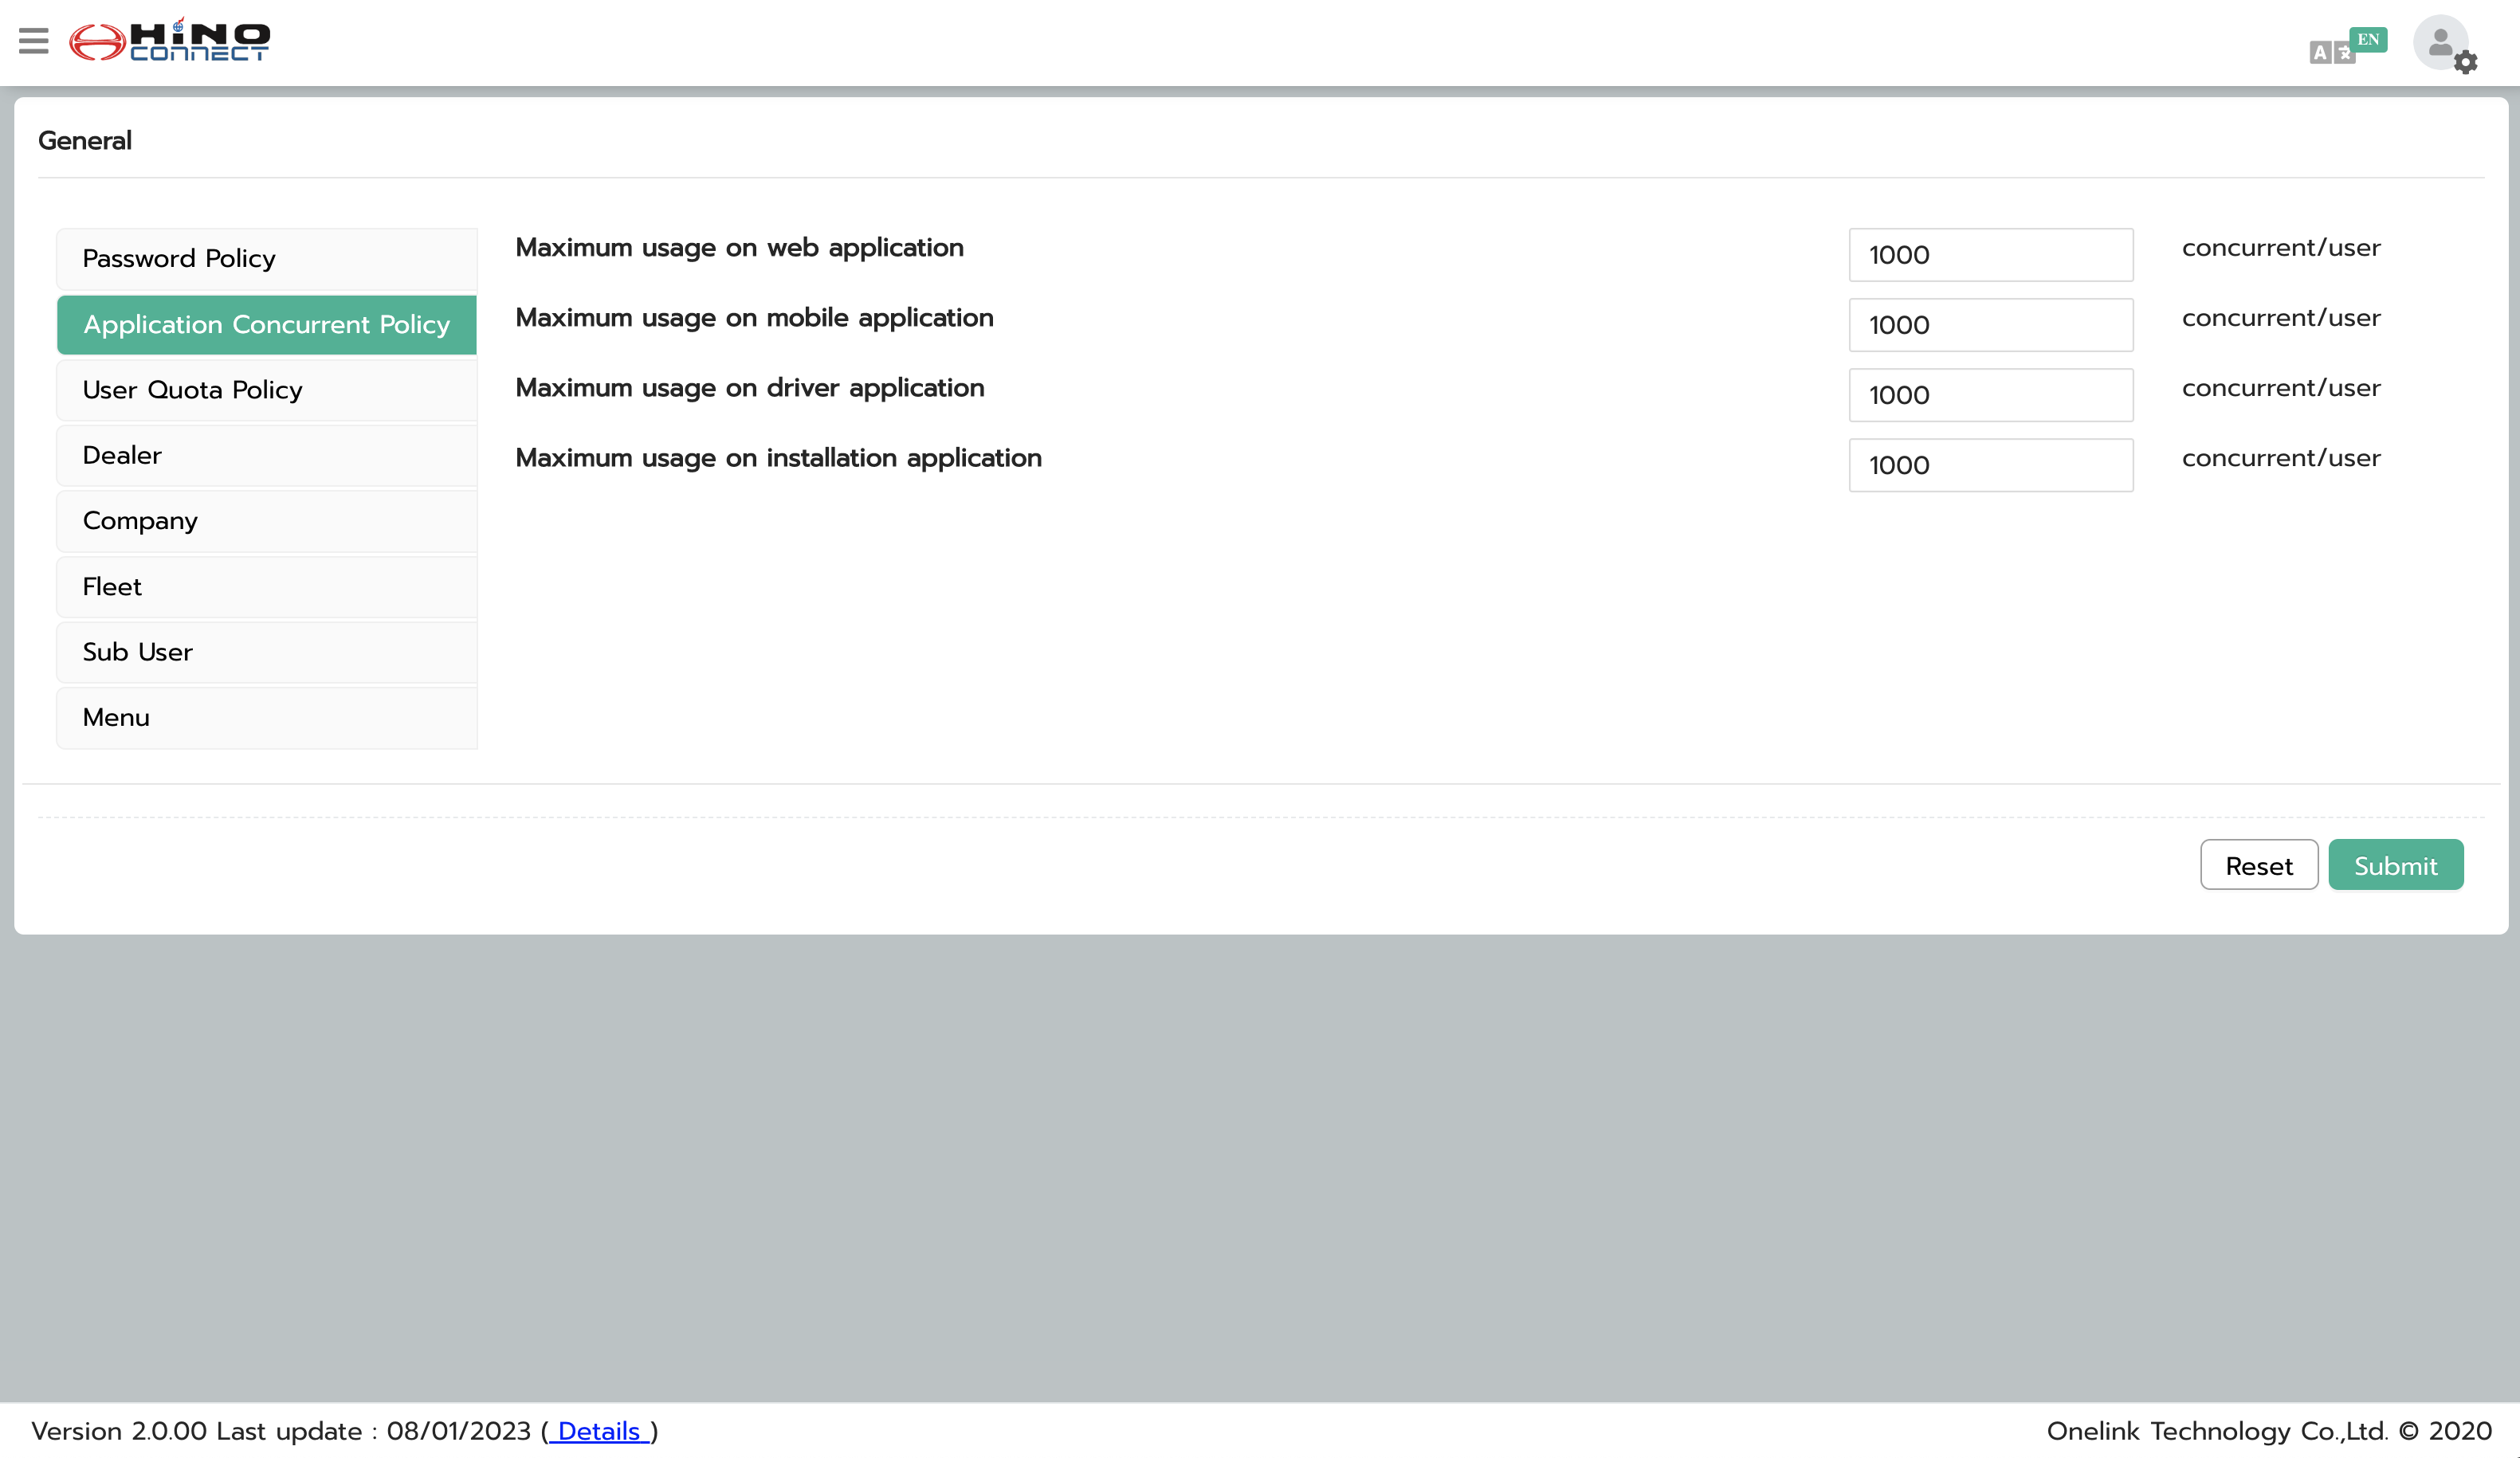 HINO
CONNECT
A
EN
General
Password Policy
Application Concurrent Policy
User Quota Policy
Dealer
Company
Fleet
Sub User
Menu
Maximum usage on web application 1000 concurrent/user
Maximum usage on mobile application 1000 concurrent/user
Maximum usage on driver application 1000 concurrent/user
Maximum usage on installation application 1000 concurrent/user
Reset Submit
Version 2.0.00 Last update : 08/01/2023 ( Details )
Onelink Technology Co.,Ltd. © 2020